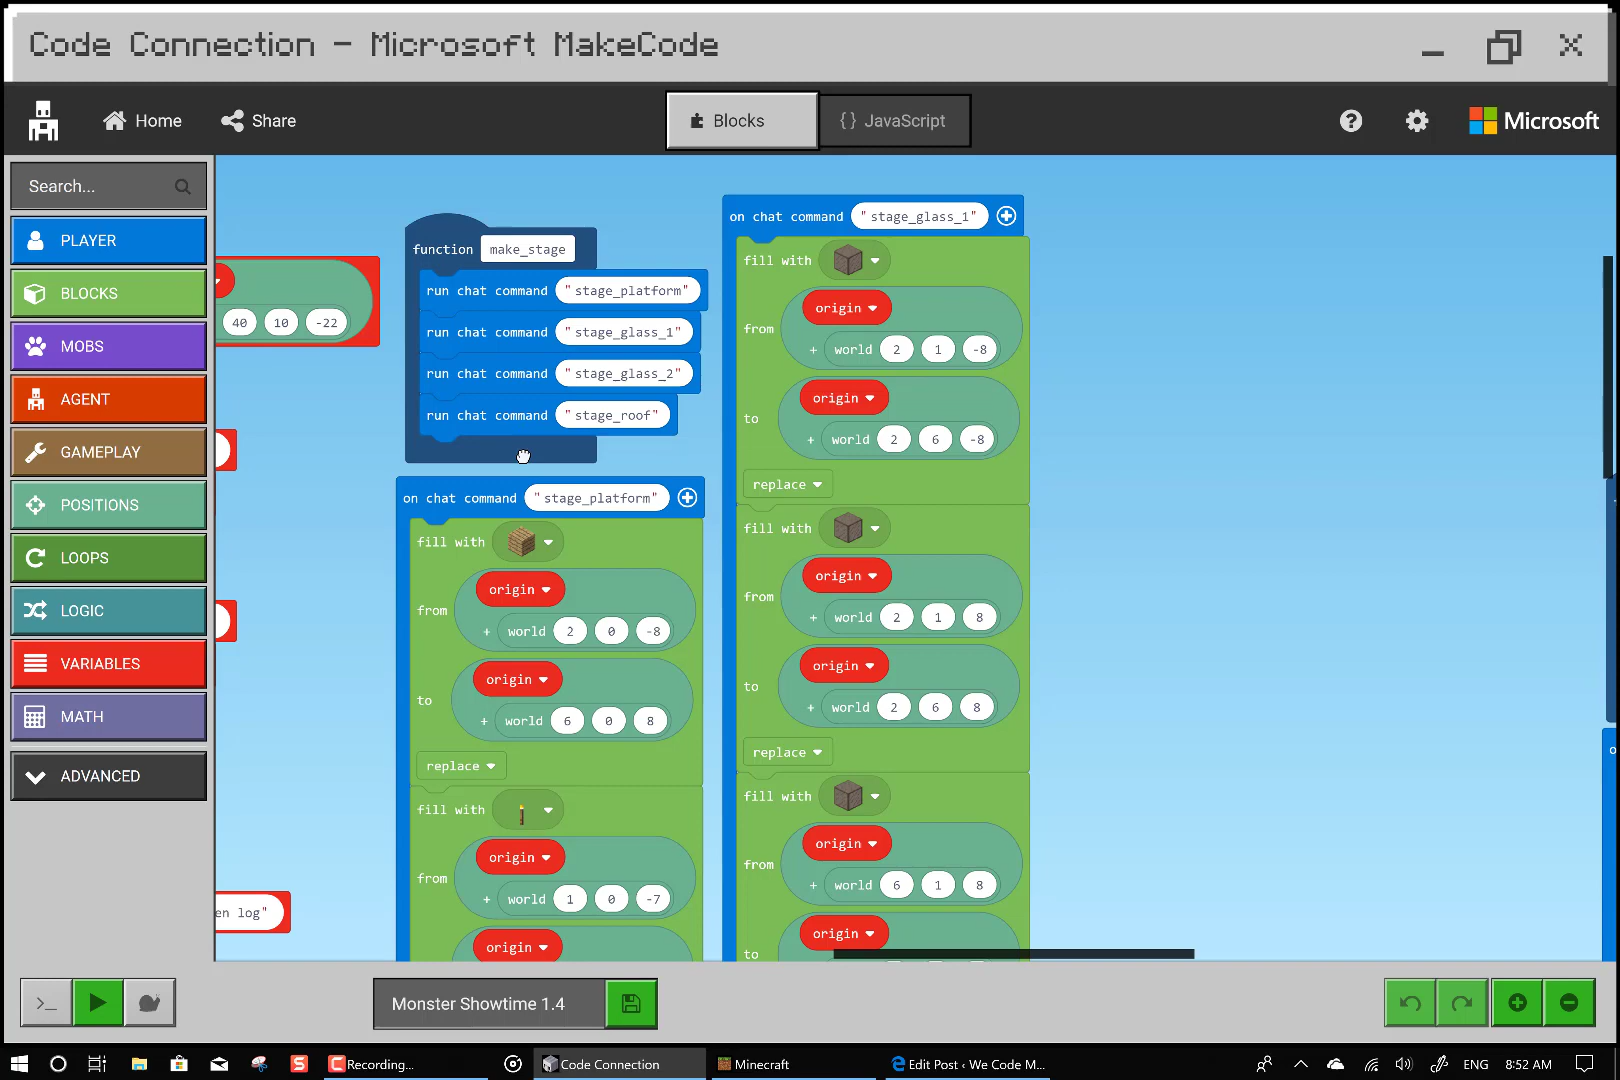 Code Connection - Microsoft MakeCode
Home
Share
Blocks
{} JavaScript
Microsoft
Search...
PLAYER
BLOCKS
MOBS
AGENT
GAMEPLAY
POSITIONS
LOOPS
LOGIC
VARIABLES
MATH
ADVANCED
40 10 -22
en log"
function make_stage
run chat command "stage_platform"
run chat command "stage_glass_1"
run chat command "stage_glass_2"
run chat command "stage_roof"
on chat command "stage_platform"
fill with
origin
from
+ world 2 0 -8
origin
to
+ world 6 0 8
replace
fill with
origin
from
+ world 1 0 -7
origin
on chat command "stage_glass_1"
fill with
origin
from
+ world 2 1 -8
origin
to
+ world 2 6 -8
replace
fill with
origin
from
+ world 2 1 8
origin
to
+ world 2 6 8
replace
fill with
origin
from
+ world 6 1 8
origin
to
Monster Showtime 1.4
Recording...
Code Connection
Minecraft
Edit Post ‹ We Code M...
ENG
8:52 AM